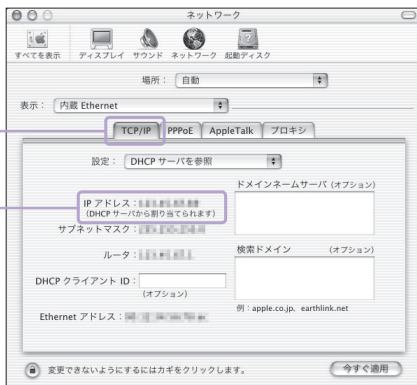 ネットワーク
すべてを表示 ディスプレイ サウンド ネットワーク 起動ディスク
場所： 自動
表示： 内蔵 Ethernet
TCP/IP PPPoE AppleTalk プロキシ
設定： DHCP サーバを参照
ドメインネームサーバ (オプション)
IP アドレス：
(DHCP サーバから割り当てられます)
サブネットマスク：
ルータ：
検索ドメイン (オプション)
DHCP クライアント ID：
(オプション)
例：apple.co.jp, earthlink.net
Ethernet アドレス：
変更できないようにするにはカギをクリックします。
今すぐ適用